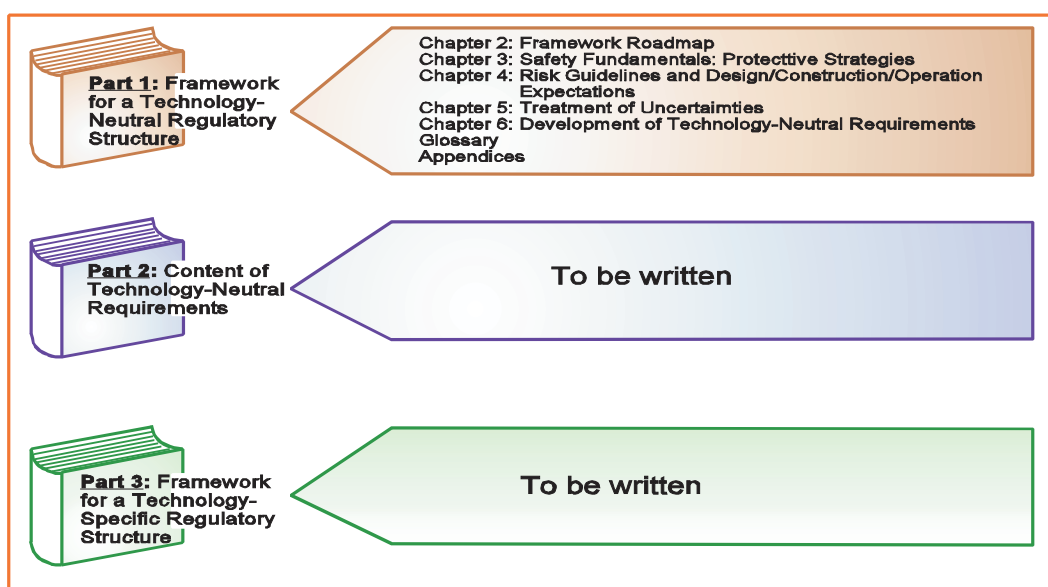 Part 1: Framework
for a Technology-
Neutral Regulatory
Structure
Chapter 2: Framework Roadmap
Chapter 3: Safety Fundamentals: Protecttive Strategies
Chapter 4: Risk Guidelines and Design/Construction/Operation
Expectations
Chapter 5: Treatment of Uncertaimties
Chapter 6: Development of Technology-Neutral Requirements
Glossary
Appendices
Part 2: Content of
Technology-Neutral
Requirements
To be written
Part 3: Framework
for a Technology-
Specific Regulatory
Structure
To be written